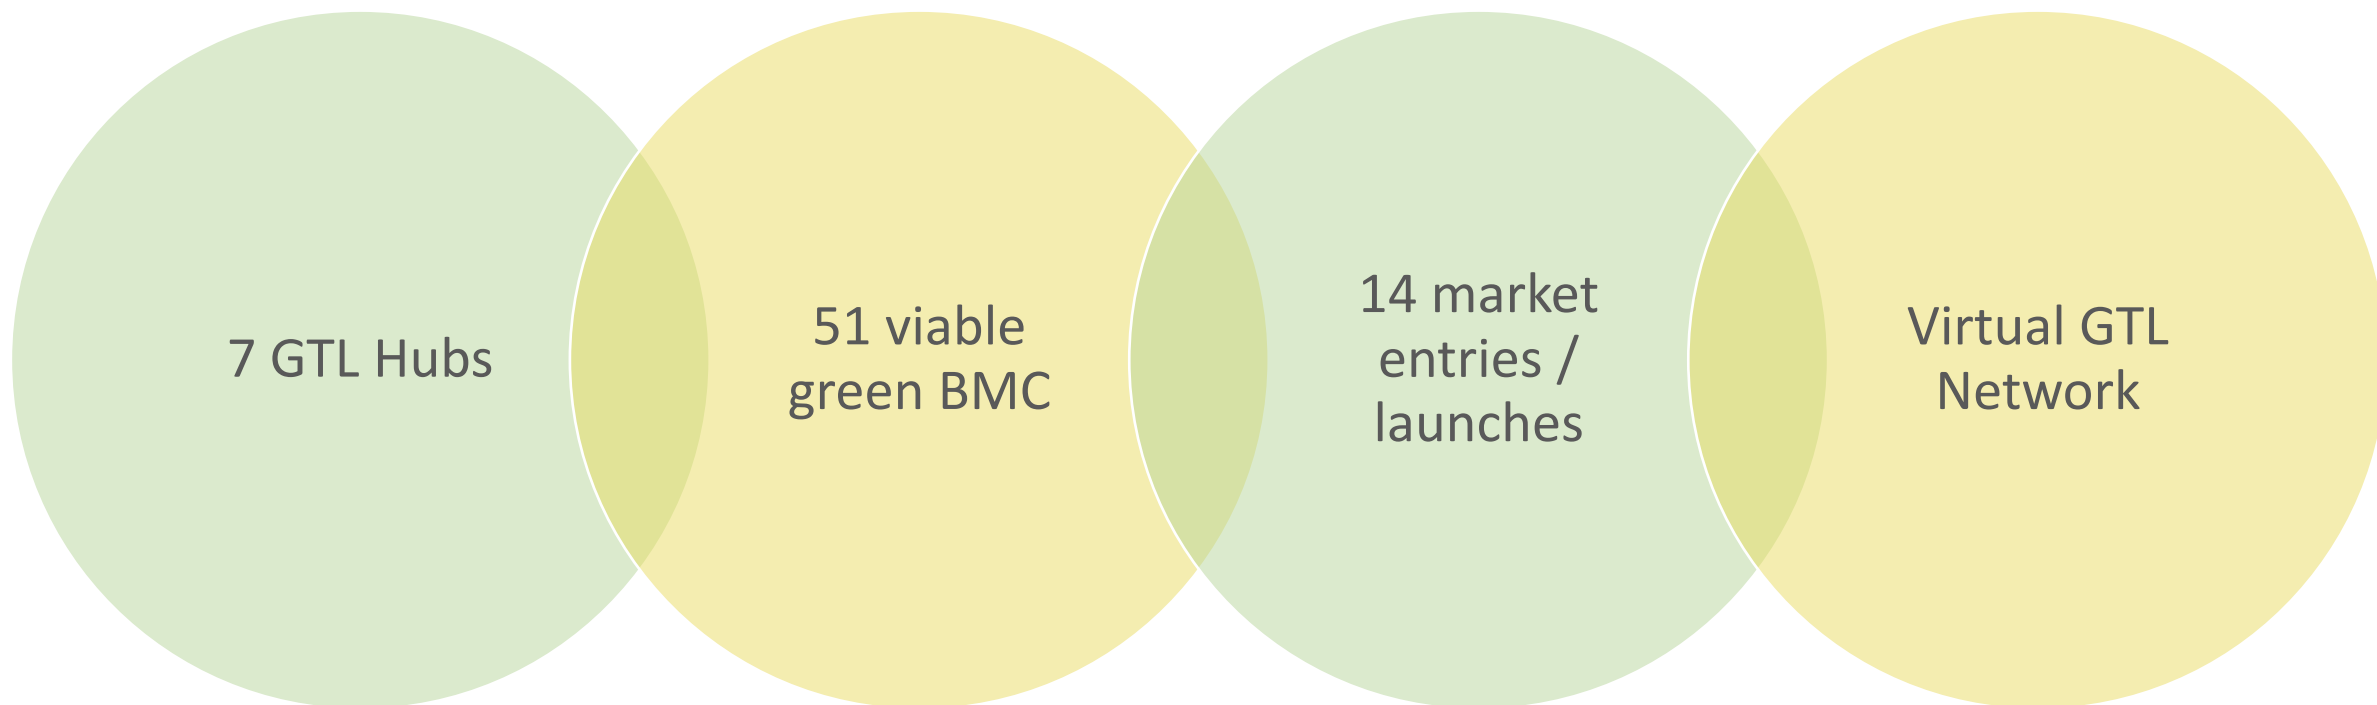 7 GTL Hubs
51 viable
green BMC
14 market
entries /
launches
Virtual GTL
Network